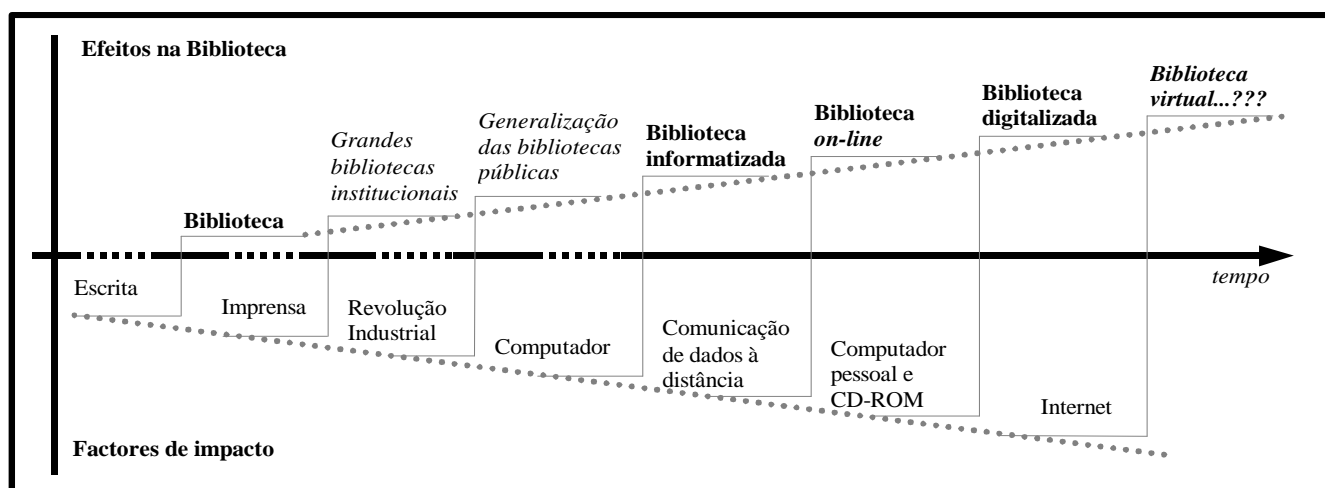 Efeitos na Biblioteca
Biblioteca
Grandes
bibliotecas
institucionais
Generalização
das bibliotecas
públicas
Biblioteca
informatizada
Biblioteca
on-line
Biblioteca
digitalizada
Biblioteca
virtual...???
tempo
Escrita
Imprensa
Revolução
Industrial
Computador
Comunicação
de dados à
distância
Computador
pessoal e
CD-ROM
Internet
Factores de impacto